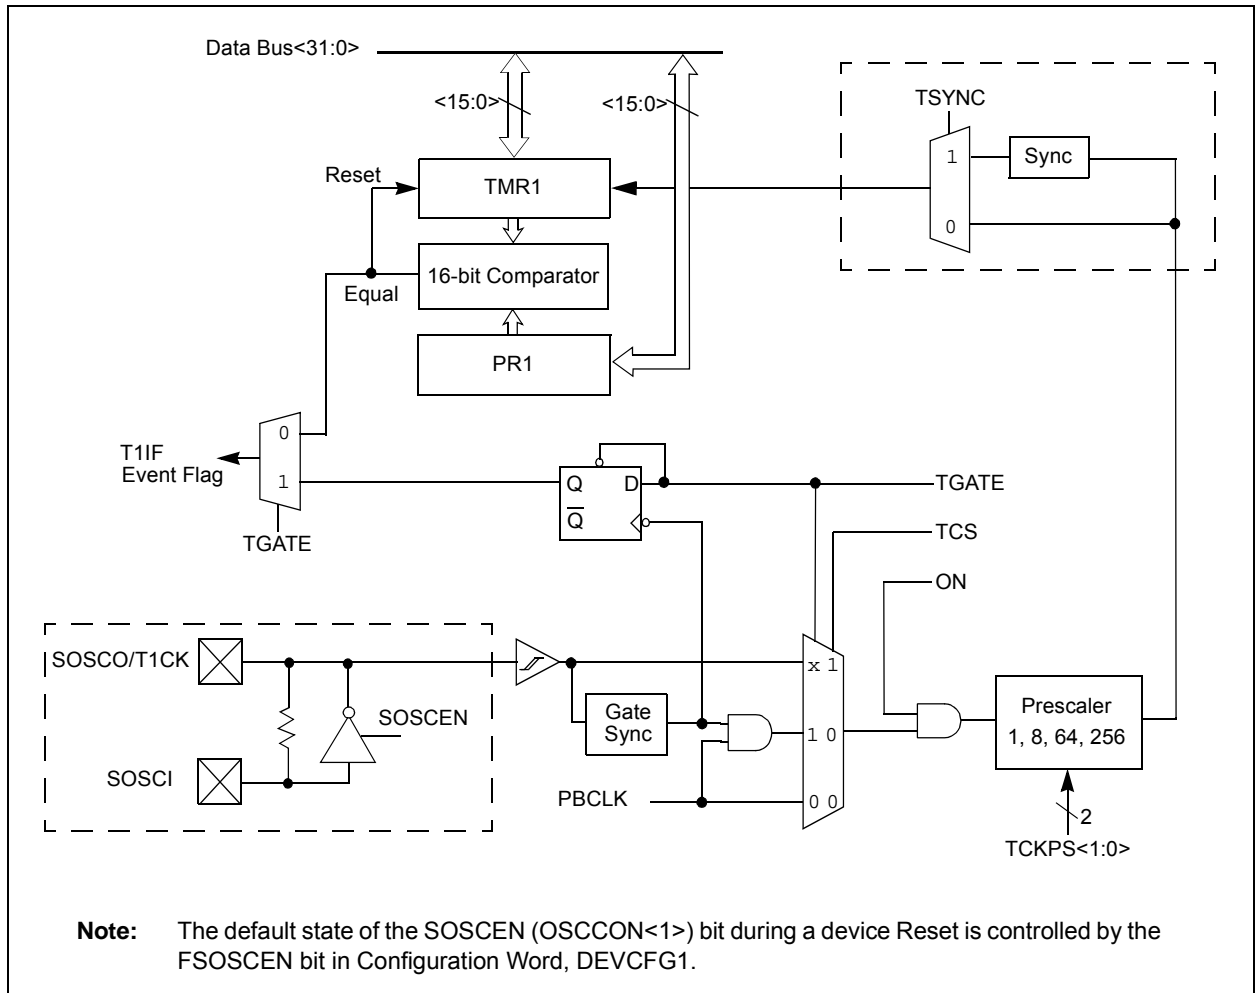 Data Bus<31:0>
<15:0>
<15:0>
TSYNC
1
Sync
Reset
TMR1
0
16-bit Comparator
Equal
PR1
0
T1IF
Event Flag
1
Q
D
TGATE
Q̅
TCS
TGATE
ON
SOSCO/T1CK
x 1
SOSCEN
Gate
Sync
1 0
Prescaler
1, 8, 64, 256
SOSCI
PBCLK
0 0
2
TCKPS<1:0>
Note: The default state of the SOSCEN (OSCCON<1>) bit during a device Reset is controlled by the
FSOSCEN bit in Configuration Word, DEVCFG1.